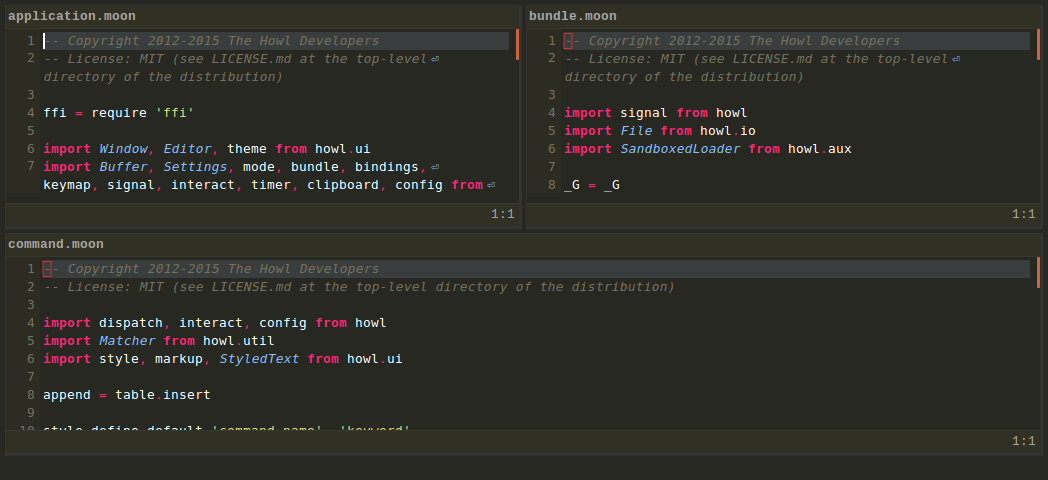 application.moon
1 -- Copyright 2012-2015 The Howl Developers
2 -- License: MIT (see LICENSE.md at the top-level⏎
directory of the distribution)
3
4 ffi = require 'ffi'
5
6 import Window, Editor, theme from howl.ui
7 import Buffer, Settings, mode, bundle, bindings,⏎
keymap, signal, interact, timer, clipboard, config from⏎
1:1
bundle.moon
1 -- Copyright 2012-2015 The Howl Developers
2 -- License: MIT (see LICENSE.md at the top-level⏎
directory of the distribution)
3
4 import signal from howl
5 import File from howl.io
6 import SandboxedLoader from howl.aux
7
8 _G = _G
1:1
command.moon
1 -- Copyright 2012-2015 The Howl Developers
2 -- License: MIT (see LICENSE.md at the top-level directory of the distribution)
3
4 import dispatch, interact, config from howl
5 import Matcher from howl.util
6 import style, markup, StyledText from howl.ui
7
8 append = table.insert
9
10 style.define_default 'command_name', 'keyword'
1:1